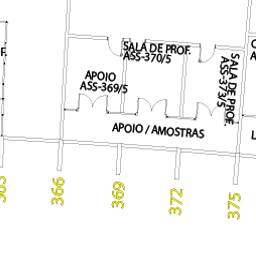 SALA DE PROF.
ASS-370/5
APOIO
ASS-369/5
SALA DE PROF.
ASS-373/5
APOIO / AMOSTRAS
366
369
372
375